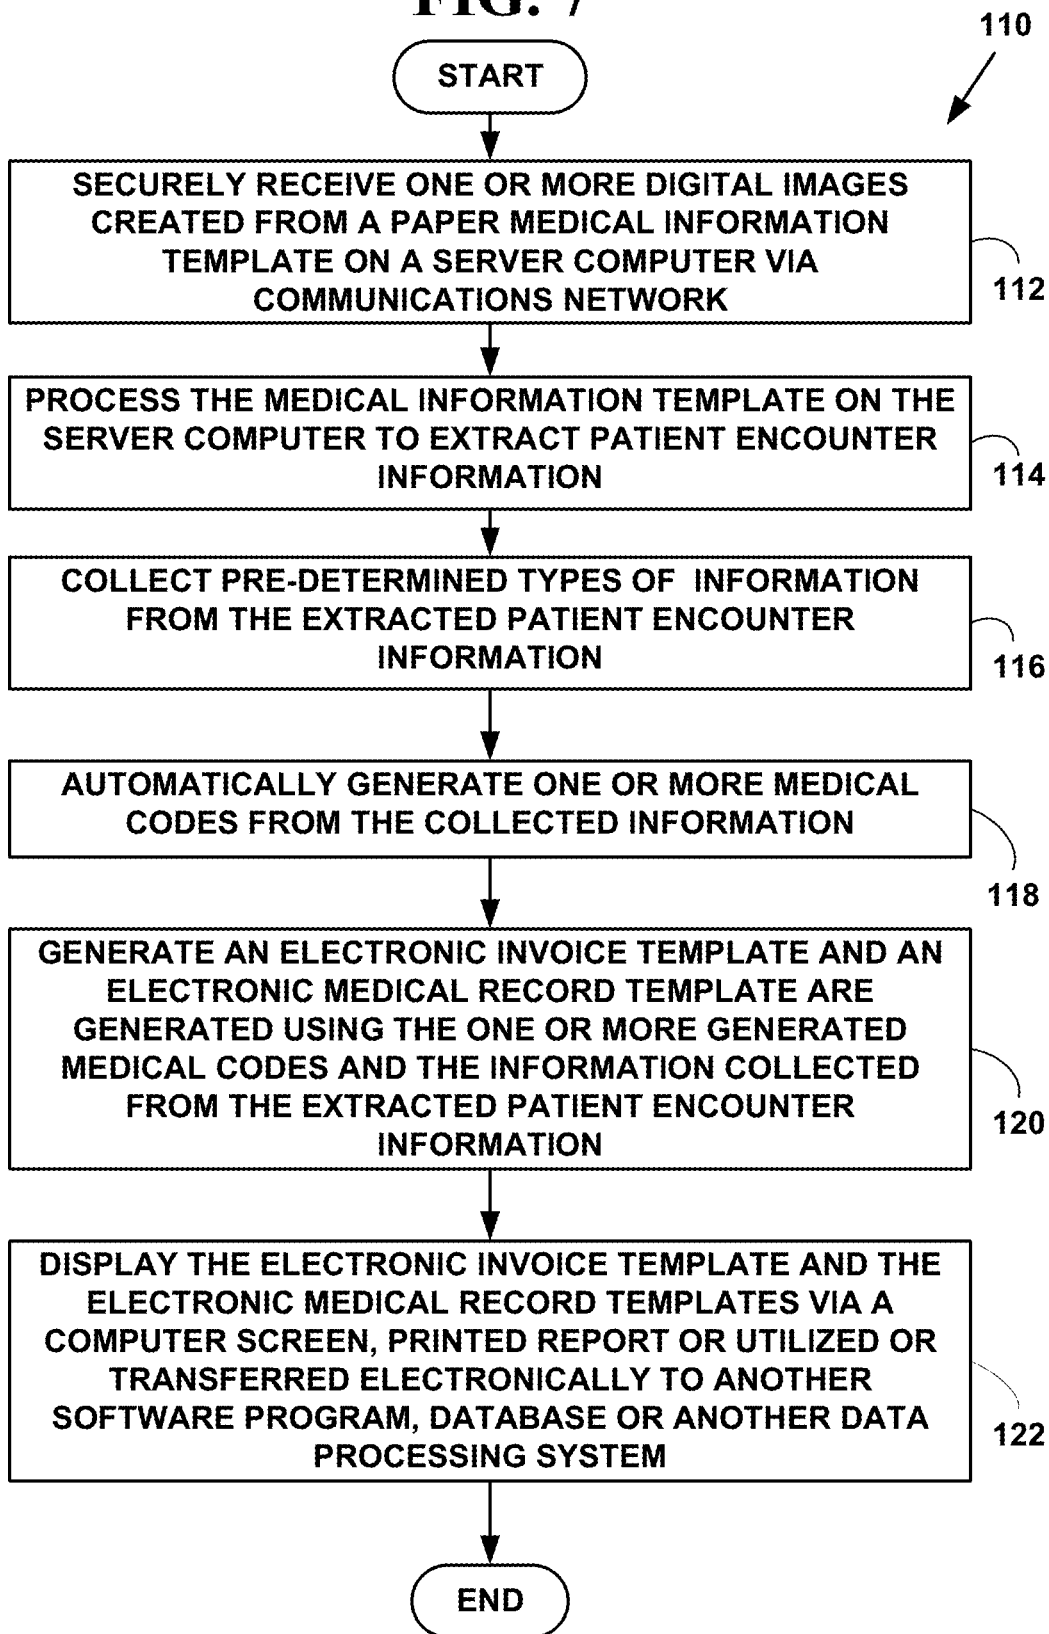 FIG. 7
110
START
SECURELY RECEIVE ONE OR MORE DIGITAL IMAGES
CREATED FROM A PAPER MEDICAL INFORMATION
TEMPLATE ON A SERVER COMPUTER VIA
COMMUNICATIONS NETWORK
112
PROCESS THE MEDICAL INFORMATION TEMPLATE ON THE
SERVER COMPUTER TO EXTRACT PATIENT ENCOUNTER
INFORMATION
114
COLLECT PRE-DETERMINED TYPES OF INFORMATION
FROM THE EXTRACTED PATIENT ENCOUNTER
INFORMATION
116
AUTOMATICALLY GENERATE ONE OR MORE MEDICAL
CODES FROM THE COLLECTED INFORMATION
118
GENERATE AN ELECTRONIC INVOICE TEMPLATE AND AN
ELECTRONIC MEDICAL RECORD TEMPLATE ARE
GENERATED USING THE ONE OR MORE GENERATED
MEDICAL CODES AND THE INFORMATION COLLECTED
FROM THE EXTRACTED PATIENT ENCOUNTER
INFORMATION
120
DISPLAY THE ELECTRONIC INVOICE TEMPLATE AND THE
ELECTRONIC MEDICAL RECORD TEMPLATES VIA A
COMPUTER SCREEN, PRINTED REPORT OR UTILIZED OR
TRANSFERRED ELECTRONICALLY TO ANOTHER
SOFTWARE PROGRAM, DATABASE OR ANOTHER DATA
PROCESSING SYSTEM
122
END